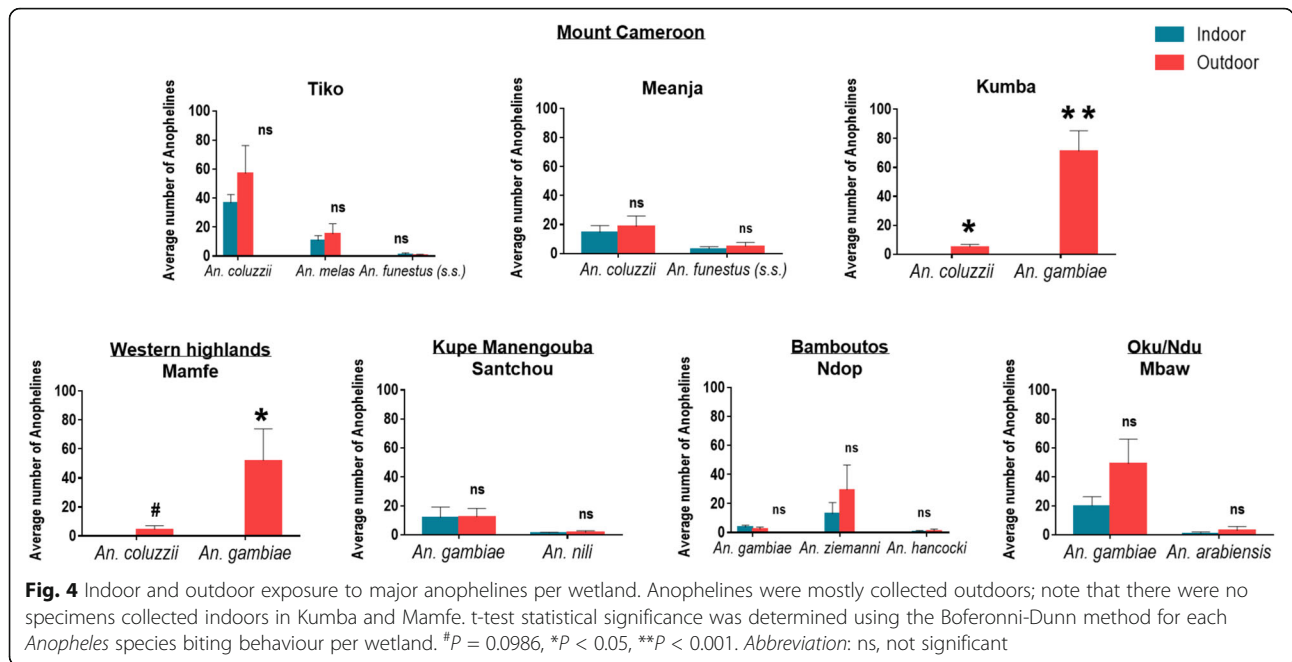 Mount Cameroon
Indoor
Outdoor
Tiko
Average number of Anophelines
100
80
60
40
20
0
ns
ns
ns
An. coluzzii An. melas An. funestus (s.s.)
Meanja
Average number of Anophelines
100
80
60
40
20
0
ns
ns
An. coluzzii An. funestus (s.s.)
Kumba
Average number of Anophelines
100
80
60
40
20
0
*
**
An. coluzzii An. gambiae
Western highlands
Mamfe
Average number of Anophelines
100
80
60
40
20
0
#
*
An. coluzzii An. gambiae
Kupe Manengouba
Santchou
Average number of Anophelines
100
80
60
40
20
0
ns
ns
An. gambiae An. nili
Bamboutos
Ndop
Average number of Anophelines
100
80
60
40
20
0
ns
ns
ns
An. gambiae An. ziemanni An. hancocki
Oku/Ndu
Mbaw
Average number of Anophelines
100
80
60
40
20
0
ns
ns
An. gambiae An. arabiensis
Fig. 4 Indoor and outdoor exposure to major anophelines per wetland. Anophelines were mostly collected outdoors; note that there were no
specimens collected indoors in Kumba and Mamfe. t-test statistical significance was determined using the Boferonni-Dunn method for each
Anopheles species biting behaviour per wetland. #P = 0.0986, *P < 0.05, **P < 0.001. Abbreviation: ns, not significant